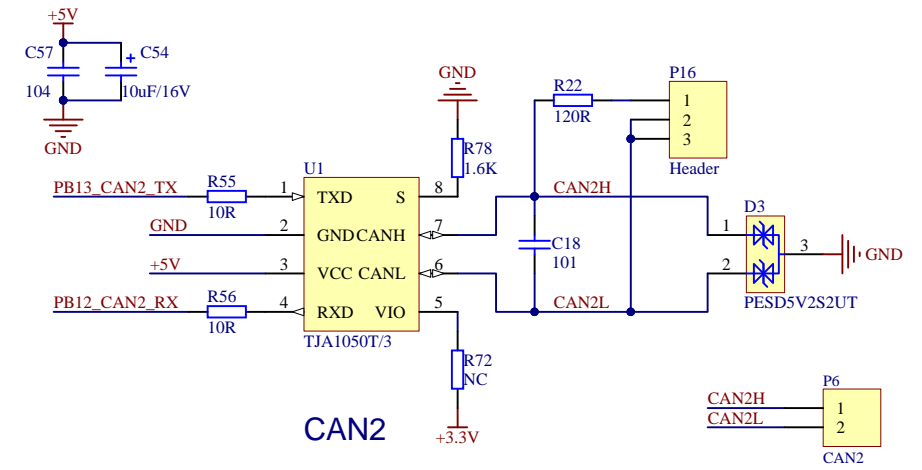 +5V
C57
C54
+
104
10uF/16V
GND
GND
R78
1.6K
R22
120R
P16
1
2
3
Header
U1
PB13_CAN2_TX
R55
10R
1
TXD
S
8
CAN2H
GND
2
GND
CANH
7
+5V
3
VCC
CANL
6
PB12_CAN2_RX
R56
10R
4
RXD
VIO
5
TJA1050T/3
C18
101
CAN2L
D3
1
2
3
GND
PESD5V2S2UT
R72
NC
+3.3V
CAN2
P6
CAN2H
1
CAN2L
2
CAN2